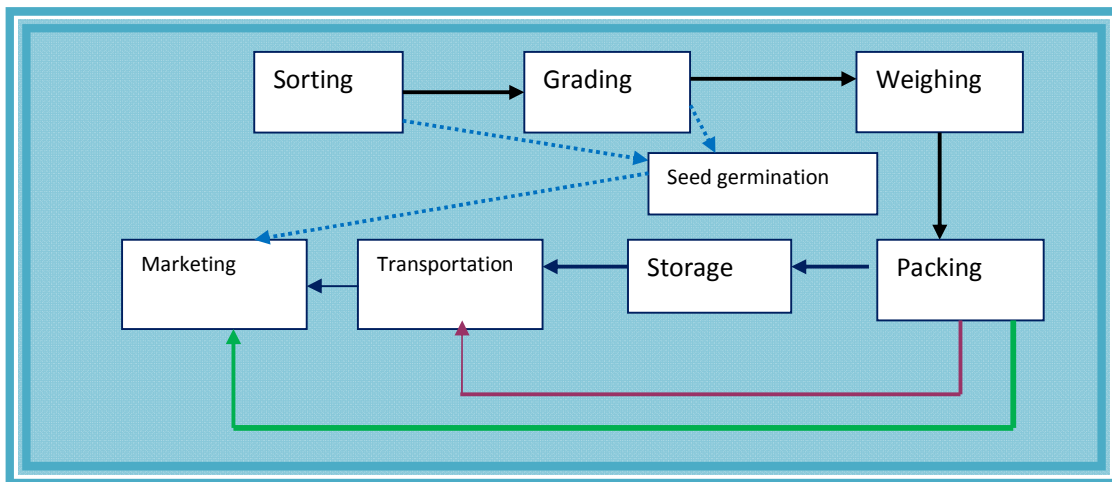 Sorting
Grading
Weighing
Seed germination
Marketing
Transportation
Storage
Packing